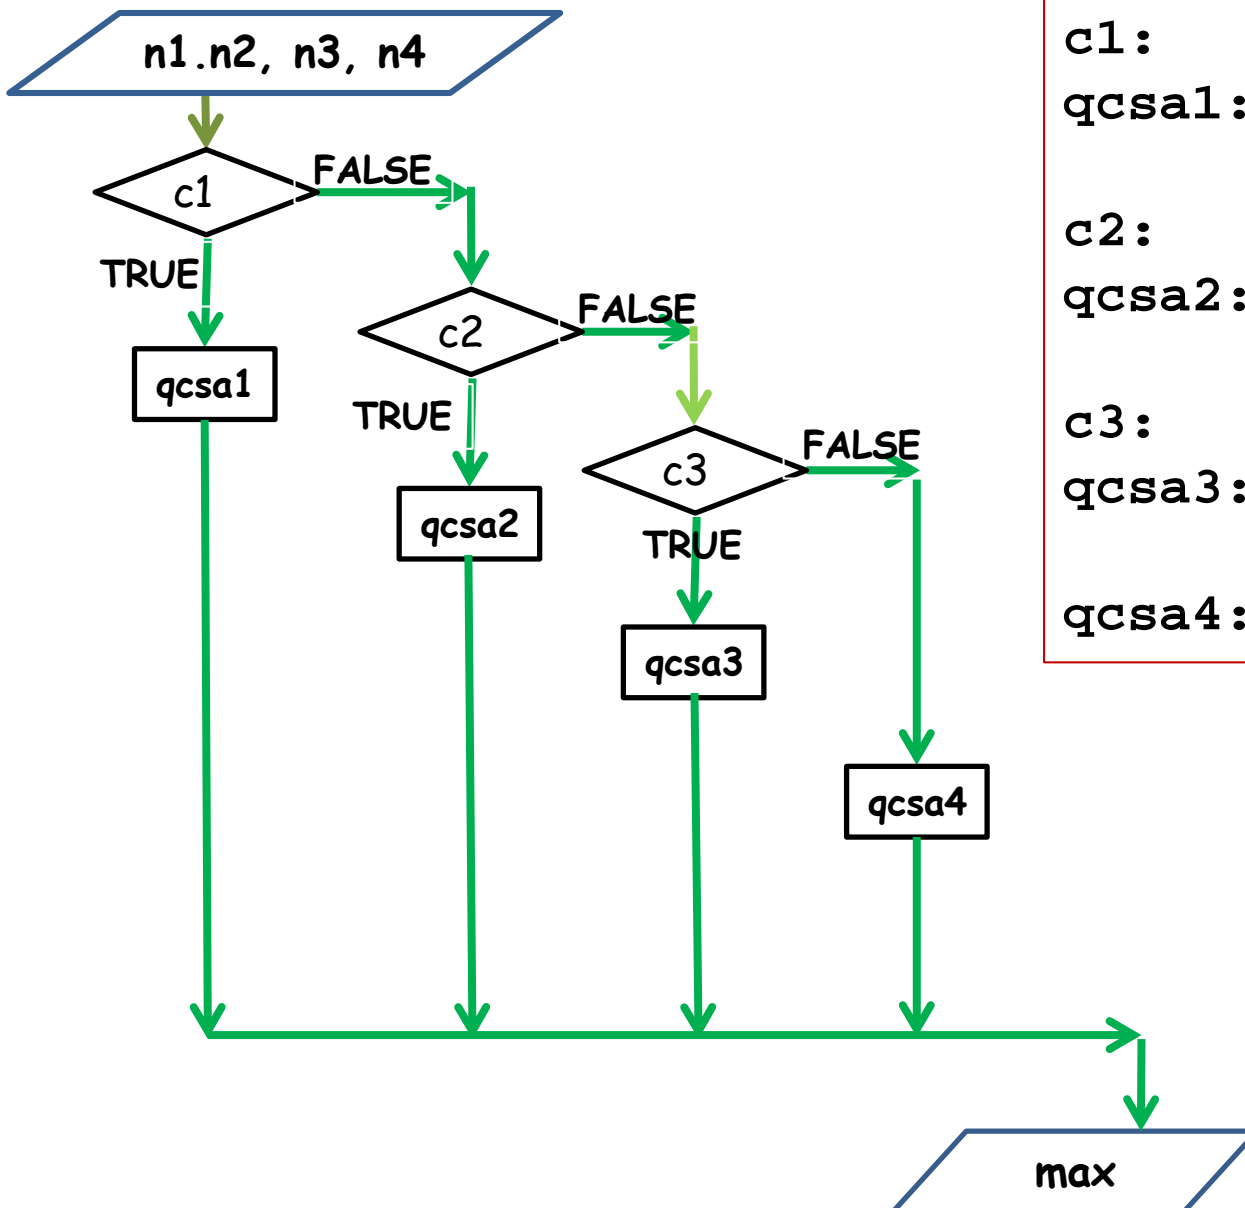 n1.n2, n3, n4
c1
FALSE
TRUE
qcsa1
c2
FALSE
TRUE
qcsa2
c3
FALSE
TRUE
qcsa3
qcsa4
max
c1:
qcsa1:
c2:
qcsa2:
c3:
qcsa3:
qcsa4: